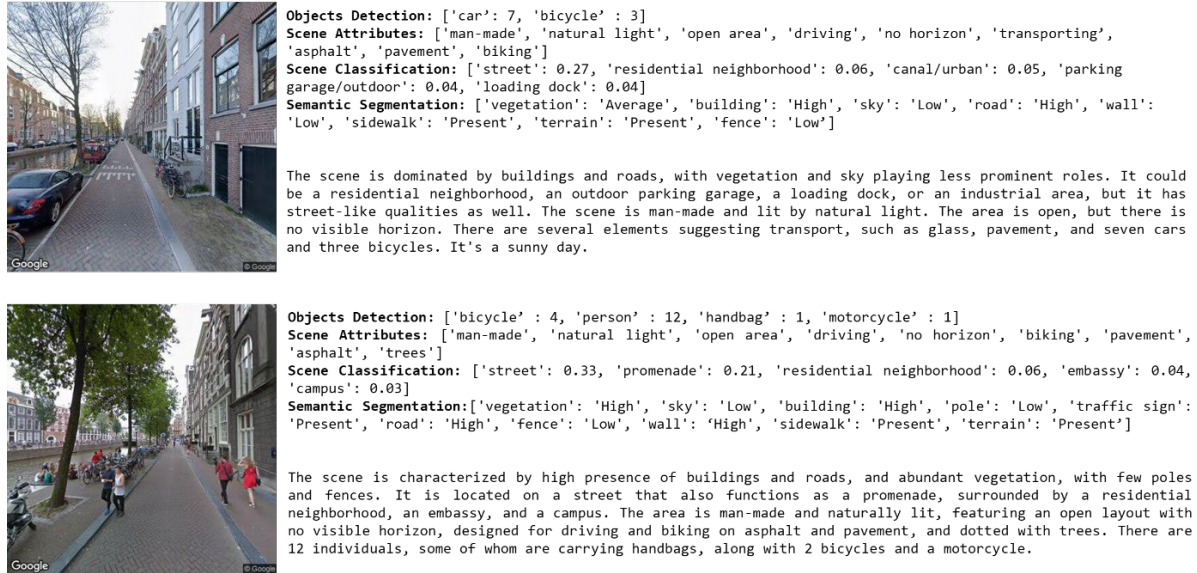 Objects Detection: ['car’: 7, 'bicycle’ : 3]
Scene Attributes: ['man-made', 'natural light', 'open area', 'driving', 'no horizon', 'transporting’,
'asphalt', 'pavement', 'biking']
Scene Classification: ['street': 0.27, 'residential neighborhood': 0.06, 'canal/urban': 0.05, 'parking
garage/outdoor': 0.04, 'loading dock': 0.04]
Semantic Segmentation: ['vegetation': 'Average', 'building': 'High', 'sky': 'Low', 'road': 'High', 'wall':
'Low', 'sidewalk': 'Present', 'terrain': 'Present', 'fence': 'Low’]
The scene is dominated by buildings and roads, with vegetation and sky playing less prominent roles. It could
be a residential neighborhood, an outdoor parking garage, a loading dock, or an industrial area, but it has
street-like qualities as well. The scene is man-made and lit by natural light. The area is open, but there is
no visible horizon. There are several elements suggesting transport, such as glass, pavement, and seven cars
and three bicycles. It's a sunny day.
Google
© Google
Objects Detection: ['bicycle’ : 4, 'person’ : 12, 'handbag’ : 1, 'motorcycle’ : 1]
Scene Attributes: ['man-made', 'natural light', 'open area', 'driving', 'no horizon', 'biking', 'pavement',
'asphalt', 'trees']
Scene Classification: ['street': 0.33, 'promenade': 0.21, 'residential neighborhood': 0.06, 'embassy': 0.04,
'campus': 0.03]
Semantic Segmentation:['vegetation': 'High', 'sky': 'Low', 'building': 'High', 'pole': 'Low', 'traffic sign':
'Present', 'road': 'High', 'fence': 'Low', 'wall': ‘High', 'sidewalk': 'Present', 'terrain': 'Present’]
The scene is characterized by high presence of buildings and roads, and abundant vegetation, with few poles
and fences. It is located on a street that also functions as a promenade, surrounded by a residential
neighborhood, an embassy, and a campus. The area is man-made and naturally lit, featuring an open layout with
no visible horizon, designed for driving and biking on asphalt and pavement, and dotted with trees. There are
12 individuals, some of whom are carrying handbags, along with 2 bicycles and a motorcycle.
Google
© Google